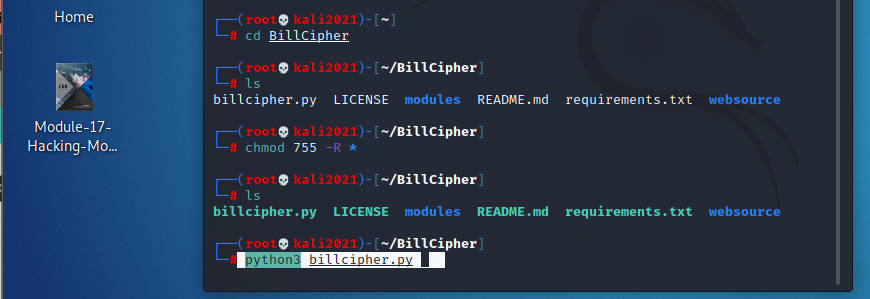 Home
Module-17-
Hacking-Mo...
┌──(root💀kali2021)-[~]
└─# cd BillCipher
┌──(root💀kali2021)-[~/BillCipher]
└─# ls
billcipher.py LICENSE modules README.md requirements.txt websource
┌──(root💀kali2021)-[~/BillCipher]
└─# chmod 755 -R *
┌──(root💀kali2021)-[~/BillCipher]
└─# ls
billcipher.py LICENSE modules README.md requirements.txt websource
┌──(root💀kali2021)-[~/BillCipher]
└─# python3 billcipher.py